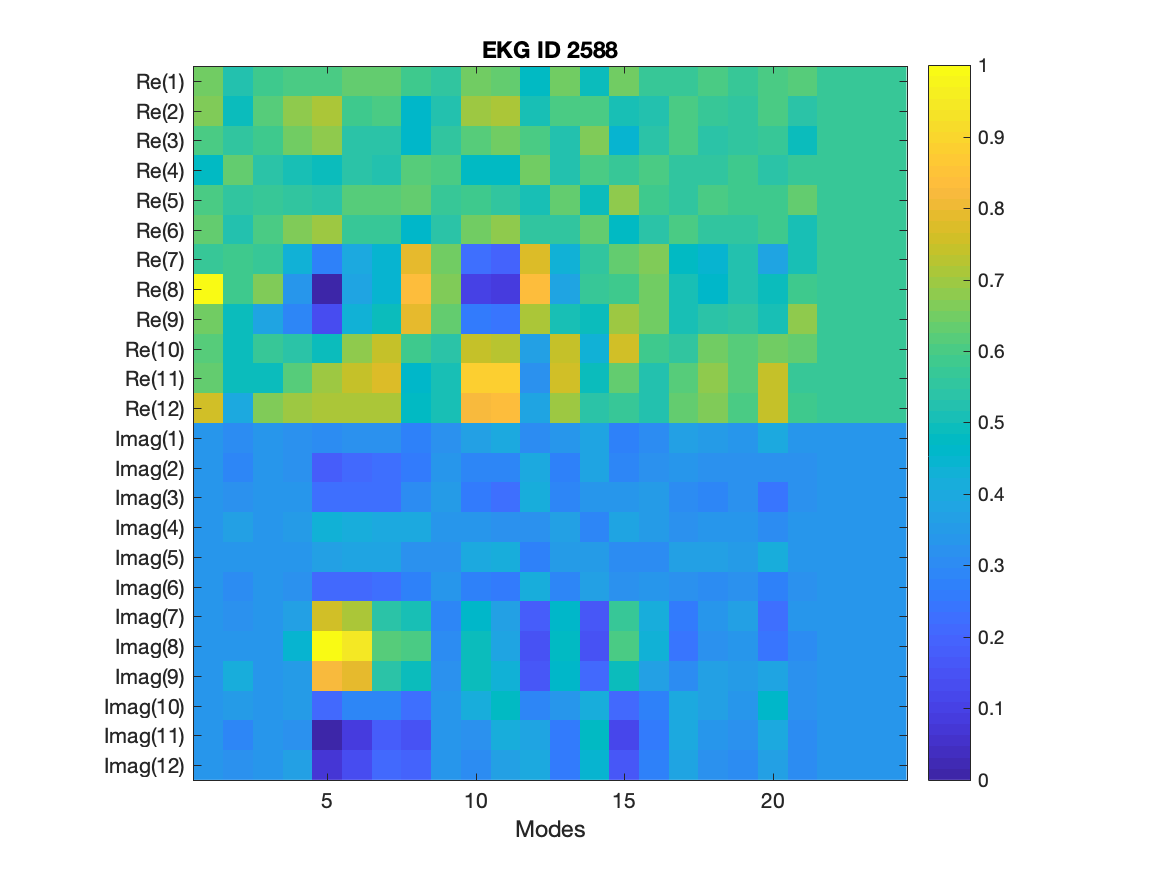 EKG ID 2588
Re(1)
Re(2)
Re(3)
Re(4)
Re(5)
Re(6)
Re(7)
Re(8)
Re(9)
Re(10)
Re(11)
Re(12)
Imag(1)
Imag(2)
Imag(3)
Imag(4)
Imag(5)
Imag(6)
Imag(7)
Imag(8)
Imag(9)
Imag(10)
Imag(11)
Imag(12)
5 10 15 20
Modes
1
0.9
0.8
0.7
0.6
0.5
0.4
0.3
0.2
0.1
0